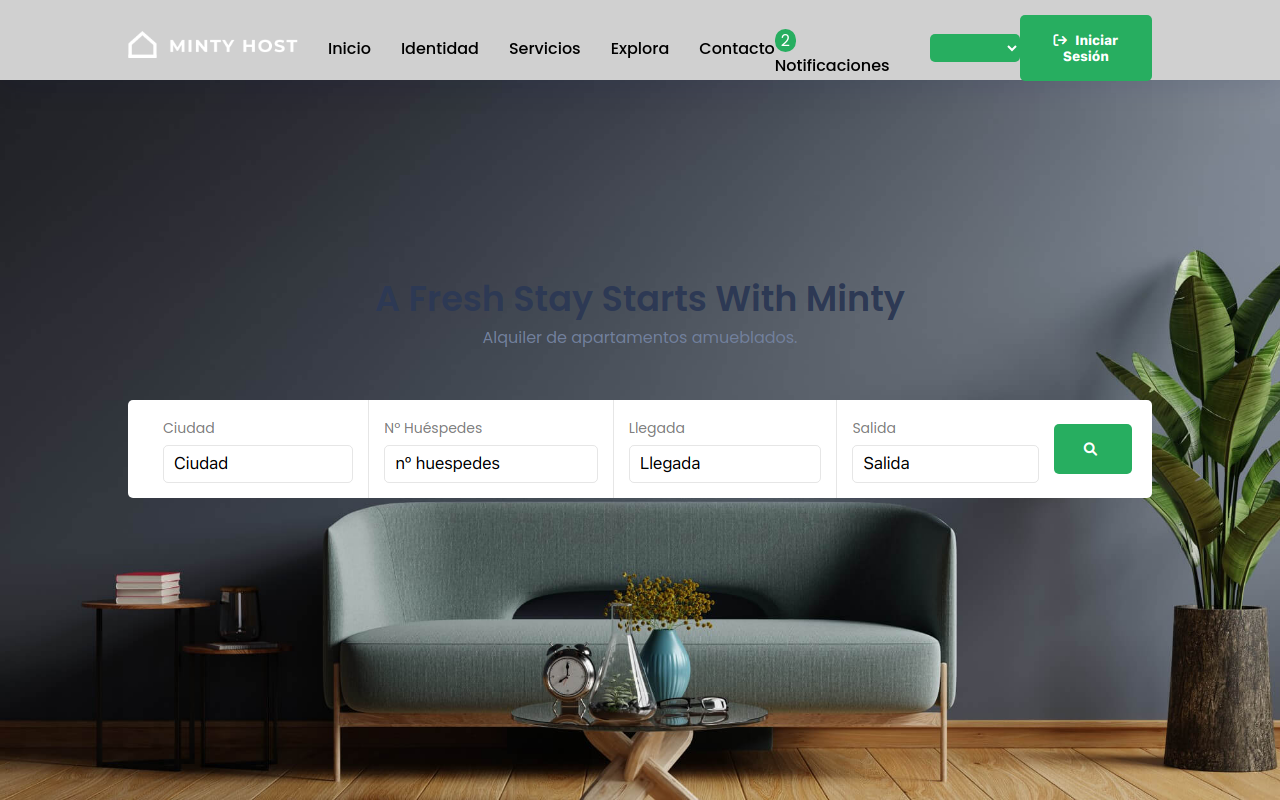 MINTY HOST
Inicio
Identidad
Servicios
Explora
Contacto
2
Notificaciones
Iniciar
Sesión
A Fresh Stay Starts With Minty
Alquiler de apartamentos amueblados.
Ciudad
Nº Huéspedes
Llegada
Salida
Ciudad
nº huespedes
Llegada
Salida